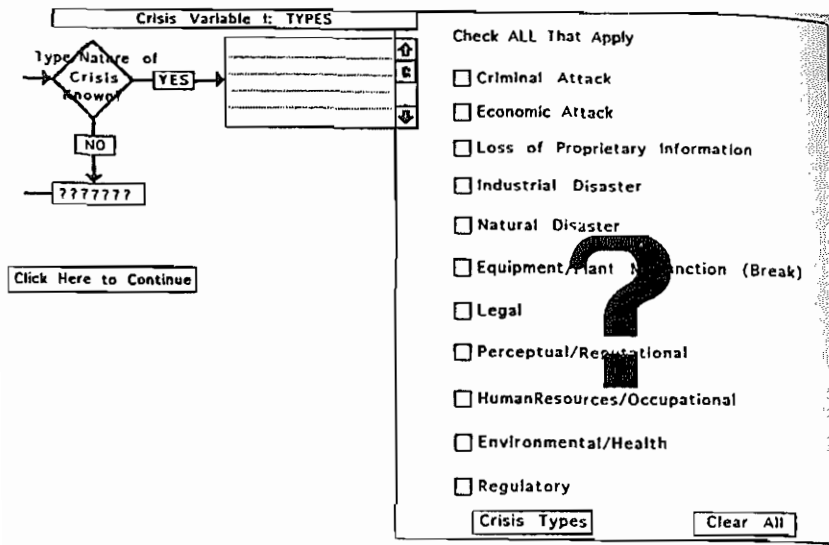 Crisis Variable 1: TYPES
Type/Nature of
Crisis
Known?
YES
NO
???????
Click Here to Continue
Check ALL That Apply
Criminal Attack
Economic Attack
Loss of Proprietary Information
Industrial Disaster
Natural Disaster
Equipment/Plant (Break)
Legal
Perceptual/Reputational
HumanResources/Occupational
Environmental/Health
Regulatory
?
Crisis Types
Clear All